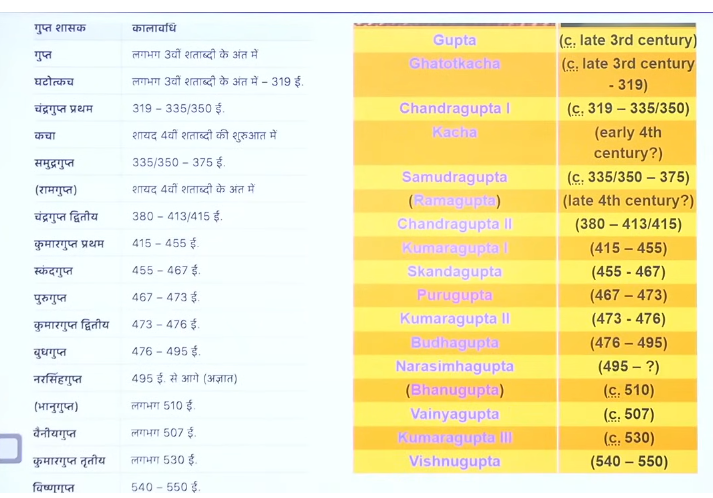 गुप्त शासक कालावधि
गुप्त लगभग 3वीं शताब्दी के अंत में
घटोत्कच लगभग 3वीं शताब्दी के अंत में – 319 ई.
चंद्रगुप्त प्रथम 319 – 335/350 ई.
कचा शायद 4वीं शताब्दी की शुरुआत में
समुद्रगुप्त 335/350 – 375 ई.
(रामगुप्त) शायद 4वीं शताब्दी के अंत में
चंद्रगुप्त द्वितीय 380 – 413/415 ई.
कुमारगुप्त प्रथम 415 – 455 ई.
स्कंदगुप्त 455 – 467 ई.
पुरुगुप्त 467 – 473 ई.
कुमारगुप्त द्वितीय 473 – 476 ई.
बुधगुप्त 476 – 495 ई.
नरसिंहगुप्त 495 ई. से आगे (अज्ञात)
(भानुगुप्त) लगभग 510 ई.
वैनीयगुप्त लगभग 507 ई.
कुमारगुप्त तृतीय लगभग 530 ई.
विष्णुगुप्त 540 – 550 ई.
Gupta (c. late 3rd century)
Ghatotkacha (c. late 3rd century
- 319)
Chandragupta I (c. 319 – 335/350)
Kacha (early 4th
century?)
Samudragupta (c. 335/350 – 375)
(Ramagupta) (late 4th century?)
Chandragupta II (380 – 413/415)
Kumaragupta I (415 – 455)
Skandagupta (455 - 467)
Purugupta (467 – 473)
Kumaragupta II (473 - 476)
Budhagupta (476 – 495)
Narasimhagupta (495 – ?)
(Bhanugupta) (c. 510)
Vainyagupta (c. 507)
Kumaragupta III (c. 530)
Vishnugupta (540 – 550)